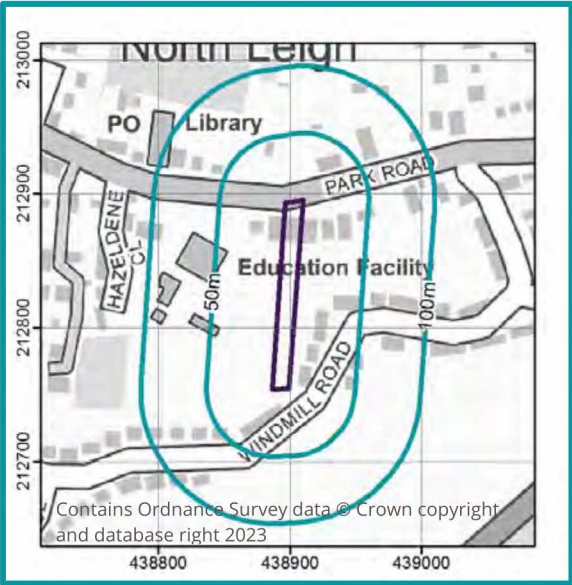 North Leigh
213000
PO Library
PARK ROAD
212900
HAZELDENE
CL
Education Facility
50m
100m
212800
WINDMILL ROAD
212700
Contains Ordnance Survey data © Crown copyright
and database right 2023
438800 438900 439000